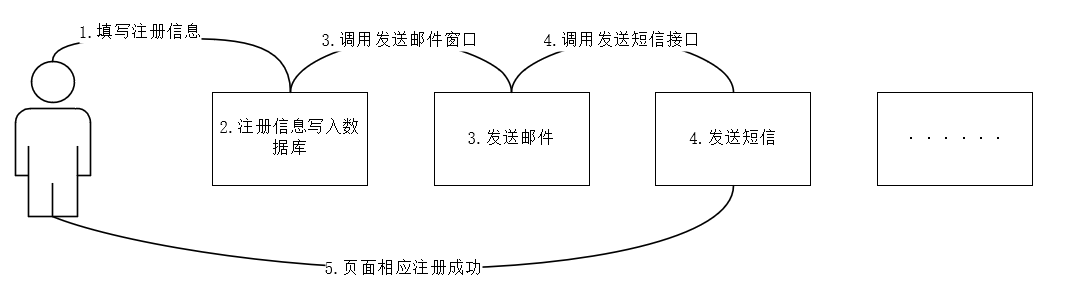 1.填写注册信息
3.调用发送邮件窗口
4.调用发送短信接口
2.注册信息写入数
据库
3.发送邮件
4.发送短信
......
5.页面相应注册成功